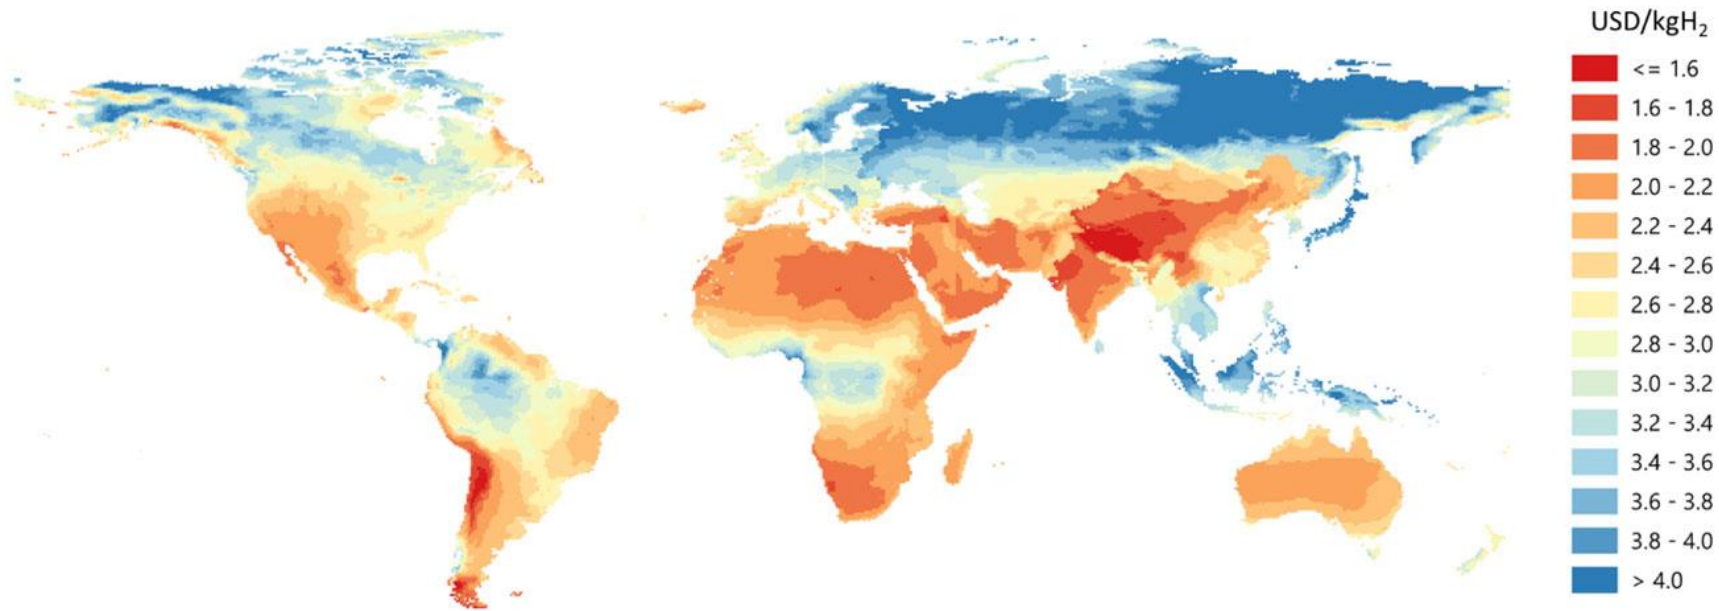 USD/kgH₂
<= 1.6
1.6 - 1.8
1.8 - 2.0
2.0 - 2.2
2.2 - 2.4
2.4 - 2.6
2.6 - 2.8
2.8 - 3.0
3.0 - 3.2
3.2 - 3.4
3.4 - 3.6
3.6 - 3.8
3.8 - 4.0
> 4.0